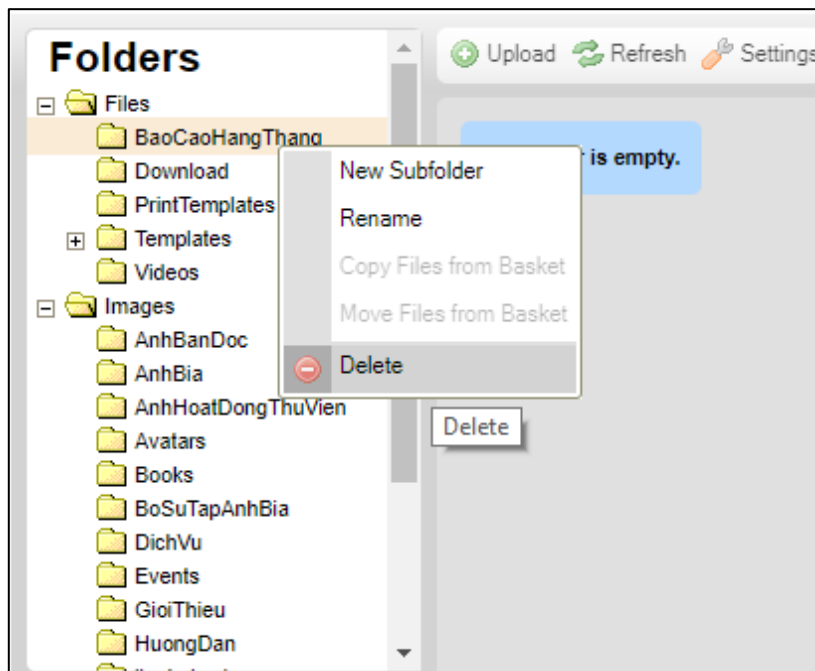 Folders
Files
BaoCaoHangThang
Download
PrintTemplates
Templates
Videos
Images
AnhBanDoc
AnhBia
AnhHoatDongThuVien
Avatars
Books
BoSuTapAnhBia
DichVu
Events
GioiThieu
HuongDan
Upload Refresh Settings
is empty.
New Subfolder
Rename
Copy Files from Basket
Move Files from Basket
Delete
Delete